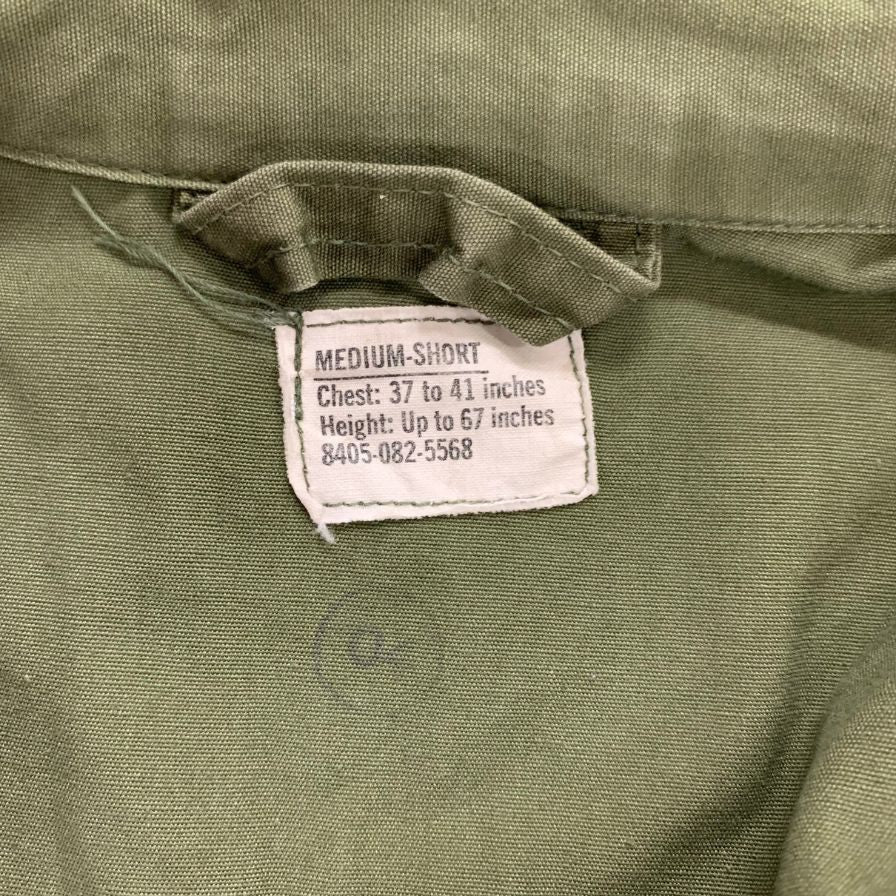 MEDIUM-SHORT
Chest: 37 to 41 inches
Height: Up to 67 inches
8405-082-5568